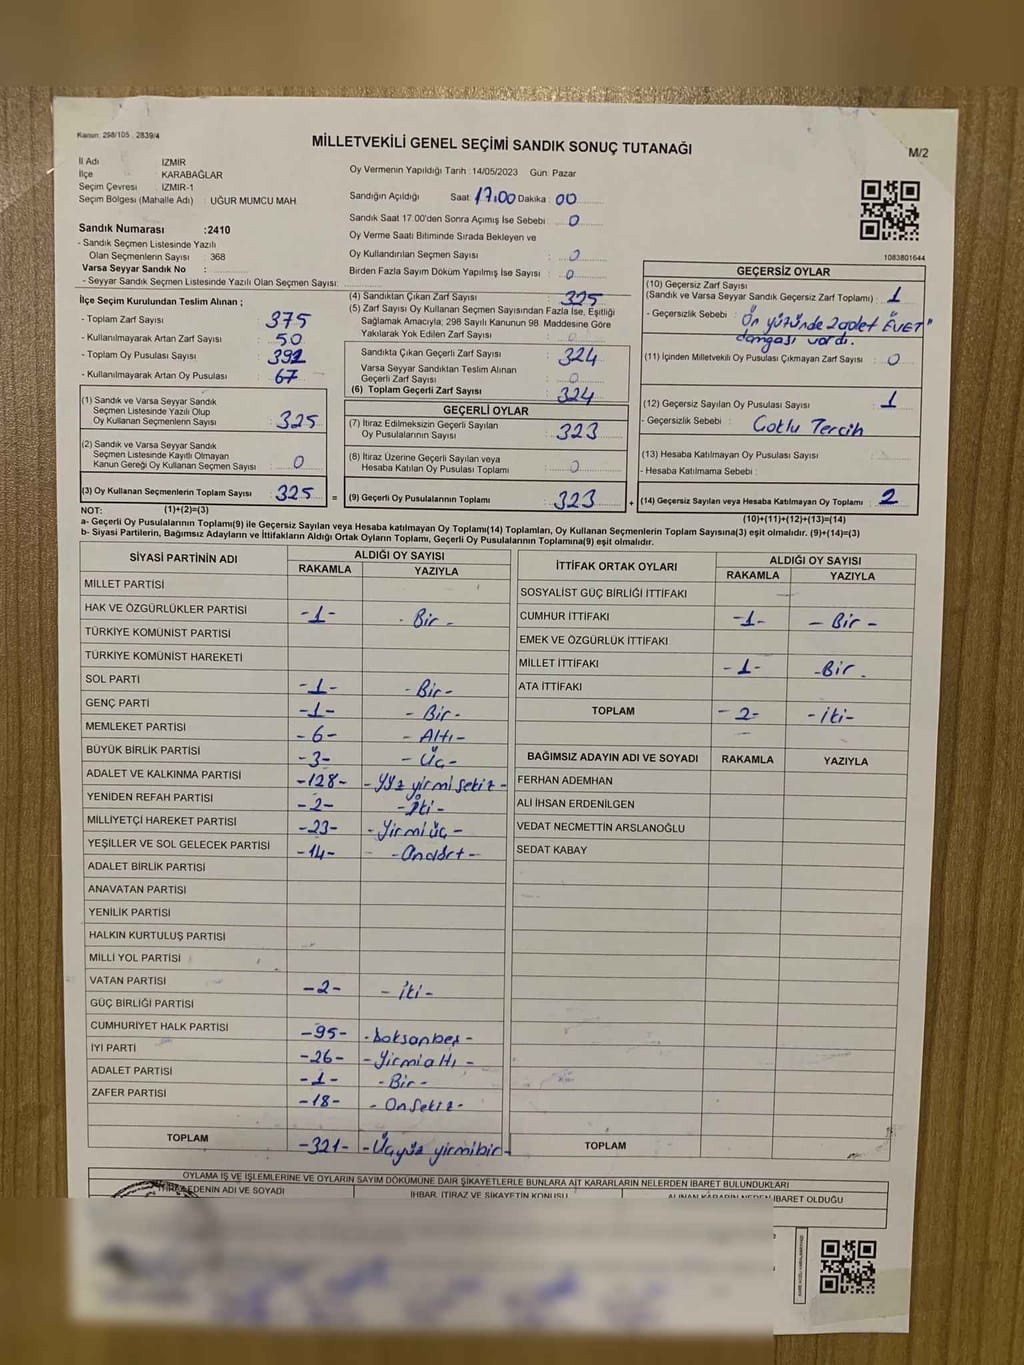 Kanun: 298/105 , 2839/4
MİLLETVEKİLİ GENEL SEÇİMİ SANDIK SONUÇ TUTANAĞI
M/2
İl Adı : İZMİR
İlçe : KARABAĞLAR
Seçim Çevresi : İZMİR-1
Seçim Bölgesi (Mahalle Adı) : UĞUR MUMCU MAH
Sandık Numarası :2410
- Sandık Seçmen Listesinde Yazılı
Olan Seçmenlerin Sayısı : 368
Varsa Seyyar Sandık No :
- Seyyar Sandık Seçmen Listesinde Yazılı Olan Seçmen Sayısı:
Oy Vermenin Yapıldığı Tarih :14/05/2023 Gün: Pazar
Sandığın Açıldığı Saat: 17.00 Dakika : 00
Sandık Saat 17.00'den Sonra Açımış İse Sebebi : 0
Oy Verme Saati Bitiminde Sırada Bekleyen ve
Oy Kullandırılan Seçmen Sayısı : 0
Birden Fazla Sayım Döküm Yapılmış İse Sayısı : 0
1083801644
İlçe Seçim Kurulundan Teslim Alınan ;
- Toplam Zarf Sayısı : 375
- Kullanılmayarak Artan Zarf Sayısı : 50
- Toplam Oy Pusulası Sayısı : 392
- Kullanılmayarak Artan Oy Pusulası : 67
(1) Sandık ve Varsa Seyyar Sandık
Seçmen Listesinde Yazılı Olup
Oy Kullanan Seçmenlerin Sayısı : 325
(2) Sandık ve Varsa Seyyar Sandık
Seçmen Listesinde Kayıtlı Olmayan
Kanun Gereği Oy Kullanan Seçmen Sayısı : 0
(3) Oy Kullanan Seçmenlerin Toplam Sayısı : 325
(4) Sandıktan Çıkan Zarf Sayısı : 325
(5) Zarf Sayısı Oy Kullanan Seçmen Sayısından Fazla İse, Eşitliği
Sağlamak Amacıyla; 298 Sayılı Kanunun 98. Maddesine Göre
Yakılarak Yok Edilen Zarf Sayısı : 0
Sandıkta Çıkan Geçerli Zarf Sayısı : 324
Varsa Seyyar Sandıktan Teslim Alınan
Geçerli Zarf Sayısı : 0
(6) Toplam Geçerli Zarf Sayısı : 324
GEÇERLİ OYLAR
(7) İtiraz Edilmeksizin Geçerli Sayılan
Oy Pusulalarının Sayısı : 323
(8) İtiraz Üzerine Geçerli Sayılan veya
Hesaba Katılan Oy Pusulası Toplamı : 0
= (9) Geçerli Oy Pusulalarının Toplamı : 323 +
GEÇERSİZ OYLAR
(10) Geçersiz Zarf Sayısı
(Sandık ve Varsa Seyyar Sandık Geçersiz Zarf Toplamı) : 1
- Geçersizlik Sebebi : Ön yüzünde 2 adet EVET"
damgası vardı.
(11) İçinden Milletvekili Oy Pusulası Çıkmayan Zarf Sayısı : 0
(12) Geçersiz Sayılan Oy Pusulası Sayısı : 1
- Geçersizlik Sebebi : Çoklu Tercih
(13) Hesaba Katılmayan Oy Pusulası Sayısı :
- Hesaba Katılmama Sebebi :
(14) Geçersiz Sayılan veya Hesaba Katılmayan Oy Toplamı : 2
NOT: (1)+(2)=(3)
(10)+(11)+(12)+(13)=(14)
a- Geçerli Oy Pusulalarının Toplamı(9) ile Geçersiz Sayılan veya Hesaba katılmayan Oy Toplamı(14) Toplamları, Oy Kullanan Seçmenlerin Toplam Sayısına(3) eşit olmalıdır. (9)+(14)=(3)
b- Siyasi Partilerin, Bağımsız Adayların ve İttifakların Aldığı Ortak Oyların Toplamı, Geçerli Oy Pusulalarının Toplamına(9) eşit olmalıdır.
SİYASİ PARTİNİN ADI ALDIĞI OY SAYISI
RAKAMLA YAZIYLA
MİLLET PARTİSİ
HAK VE ÖZGÜRLÜKLER PARTİSİ -1- - Bir -
TÜRKİYE KOMÜNİST PARTİSİ
TÜRKİYE KOMÜNİST HAREKETİ
SOL PARTİ -1- - Bir -
GENÇ PARTİ -1- - Bir -
MEMLEKET PARTİSİ -6- - Altı -
BÜYÜK BİRLİK PARTİSİ -3- - Üç -
ADALET VE KALKINMA PARTİSİ -128- - Yüz yirmi sekiz -
YENİDEN REFAH PARTİSİ -2- - İki -
MİLLİYETÇİ HAREKET PARTİSİ -23- - Yirmi üç -
YEŞİLLER VE SOL GELECEK PARTİSİ -14- - Ondört -
ADALET BİRLİK PARTİSİ
ANAVATAN PARTİSİ
YENİLİK PARTİSİ
HALKIN KURTULUŞ PARTİSİ
MİLLİ YOL PARTİSİ
VATAN PARTİSİ -2- - iki -
GÜÇ BİRLİĞİ PARTİSİ
CUMHURİYET HALK PARTİSİ -95- - Doksanbeş -
İYİ PARTİ -26- - Yirmialtı -
ADALET PARTİSİ -1- - Bir -
ZAFER PARTİSİ -18- - Onsekiz -
TOPLAM -321- - Üçyüz yirmibir -
İTTİFAK ORTAK OYLARI ALDIĞI OY SAYISI
RAKAMLA YAZIYLA
SOSYALİST GÜÇ BİRLİĞİ İTTİFAKI
CUMHUR İTTİFAKI -1- - Bir -
EMEK VE ÖZGÜRLÜK İTTİFAKI
MİLLET İTTİFAKI -1- - Bir -
ATA İTTİFAKI
TOPLAM -2- - iki -
BAĞIMSIZ ADAYIN ADI VE SOYADI RAKAMLA YAZIYLA
FERHAN ADEMHAN
ALİ İHSAN ERDENİLGEN
VEDAT NECMETTİN ARSLANOĞLU
SEDAT KABAY
TOPLAM
OYLAMA İŞ VE İŞLEMLERİNE VE OYLARIN SAYIM DÖKÜMÜNE DAİR ŞİKAYETLERLE BUNLARA AİT KARARLARIN NELERDEN İBARET BULUNDUKLARI
İTİRAZ EDENİN ADI VE SOYADI İHBAR, İTİRAZ VE ŞİKAYETİN KONUSU ALINAN KARARIN NEDEN İBARET OLDUĞU